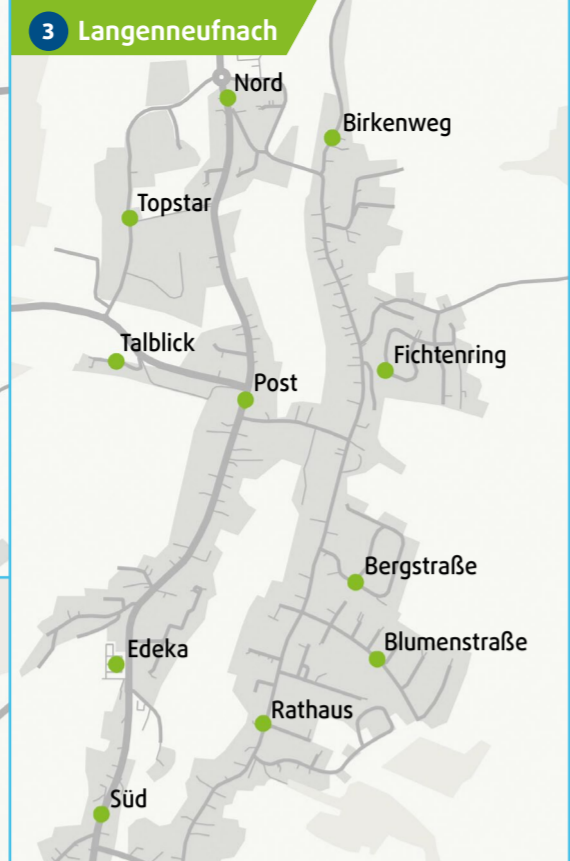 3 Langenneufnach
Nord
Birkenweg
Topstar
Talblick
Fichtenring
Post
Bergstraße
Edeka
Blumenstraße
Rathaus
Süd